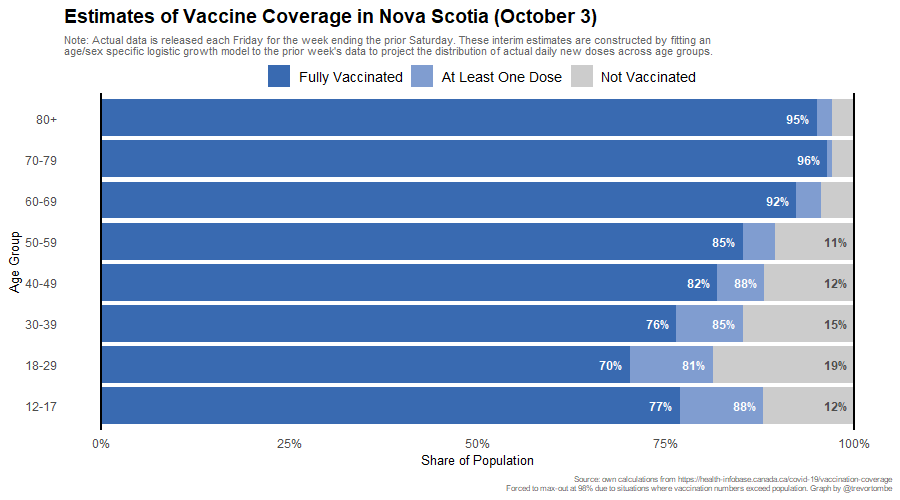 Estimates of Vaccine Coverage in Nova Scotia (October 3)
Note: Actual data is released each Friday for the week ending the prior Saturday. These interim estimates are constructed by fitting an
age/sex specific logistic growth model to the prior week's data to project the distribution of actual daily new doses across age groups.
Fully Vaccinated At Least One Dose Not Vaccinated
80+ 95%
70-79 96%
60-69 92%
50-59 85% 11%
40-49 82% 88% 12%
30-39 76% 85% 15%
18-29 70% 81% 19%
12-17 77% 88% 12%
Age Group
0% 25% 50% 75% 100%
Share of Population
Source: own calculations from https://health-infobase.canada.ca/covid-19/vaccination-coverage
Forced to max-out at 98% due to situations where vaccination numbers exceed population. Graph by @trevortombe